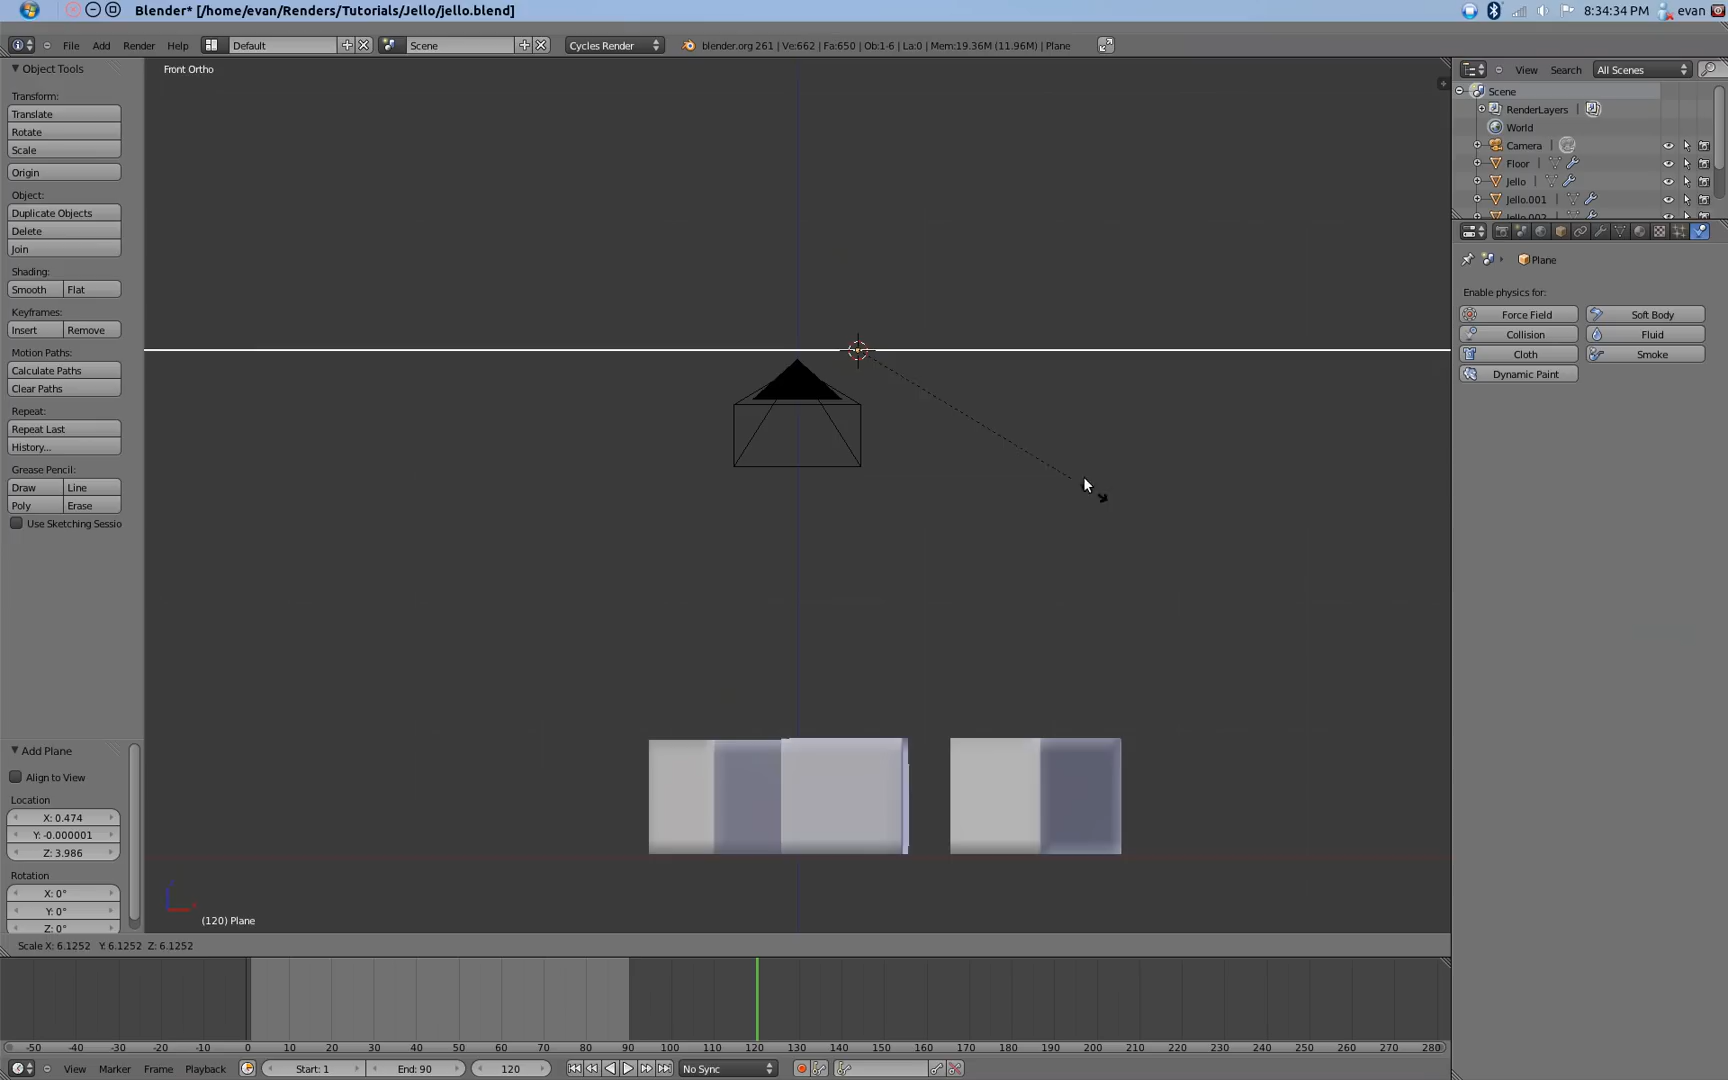 Blender* [/home/evan/Renders/Tutorials/Jello/jello.blend]
8:34:34 PM evan
File Add Render Help Default Scene Cycles Render blender.org 261 | Ve:662 | Fa:650 | Ob:1-6 | La:0 | Mem:19.36M (11.96M) | Plane
Object Tools
Front Ortho
View Search All Scenes
Transform:
Translate
Rotate
Scale
Origin
Object:
Duplicate Objects
Delete
Join
Shading:
Smooth Flat
Keyframes:
Insert Remove
Motion Paths:
Calculate Paths
Clear Paths
Repeat:
Repeat Last
History...
Grease Pencil:
Draw Line
Poly Erase
Use Sketching Sessio
Scene
RenderLayers
World
Camera
Floor
Jello
Jello.001
Jello.002
Plane
Enable physics for:
Force Field Soft Body
Collision Fluid
Cloth Smoke
Dynamic Paint
Add Plane
Align to View
Location
X: 0.474
Y: -0.000001
Z: 3.986
Rotation
X: 0°
Y: 0°
Z: 0°
(120) Plane
Scale X: 6.1252 Y: 6.1252 Z: 6.1252
-50 -40 -30 -20 -10 0 10 20 30 40 50 60 70 80 90 100 110 120 130 140 150 160 170 180 190 200 210 220 230 240 250 260 270 280
View Marker Frame Playback Start: 1 End: 90 120 No Sync